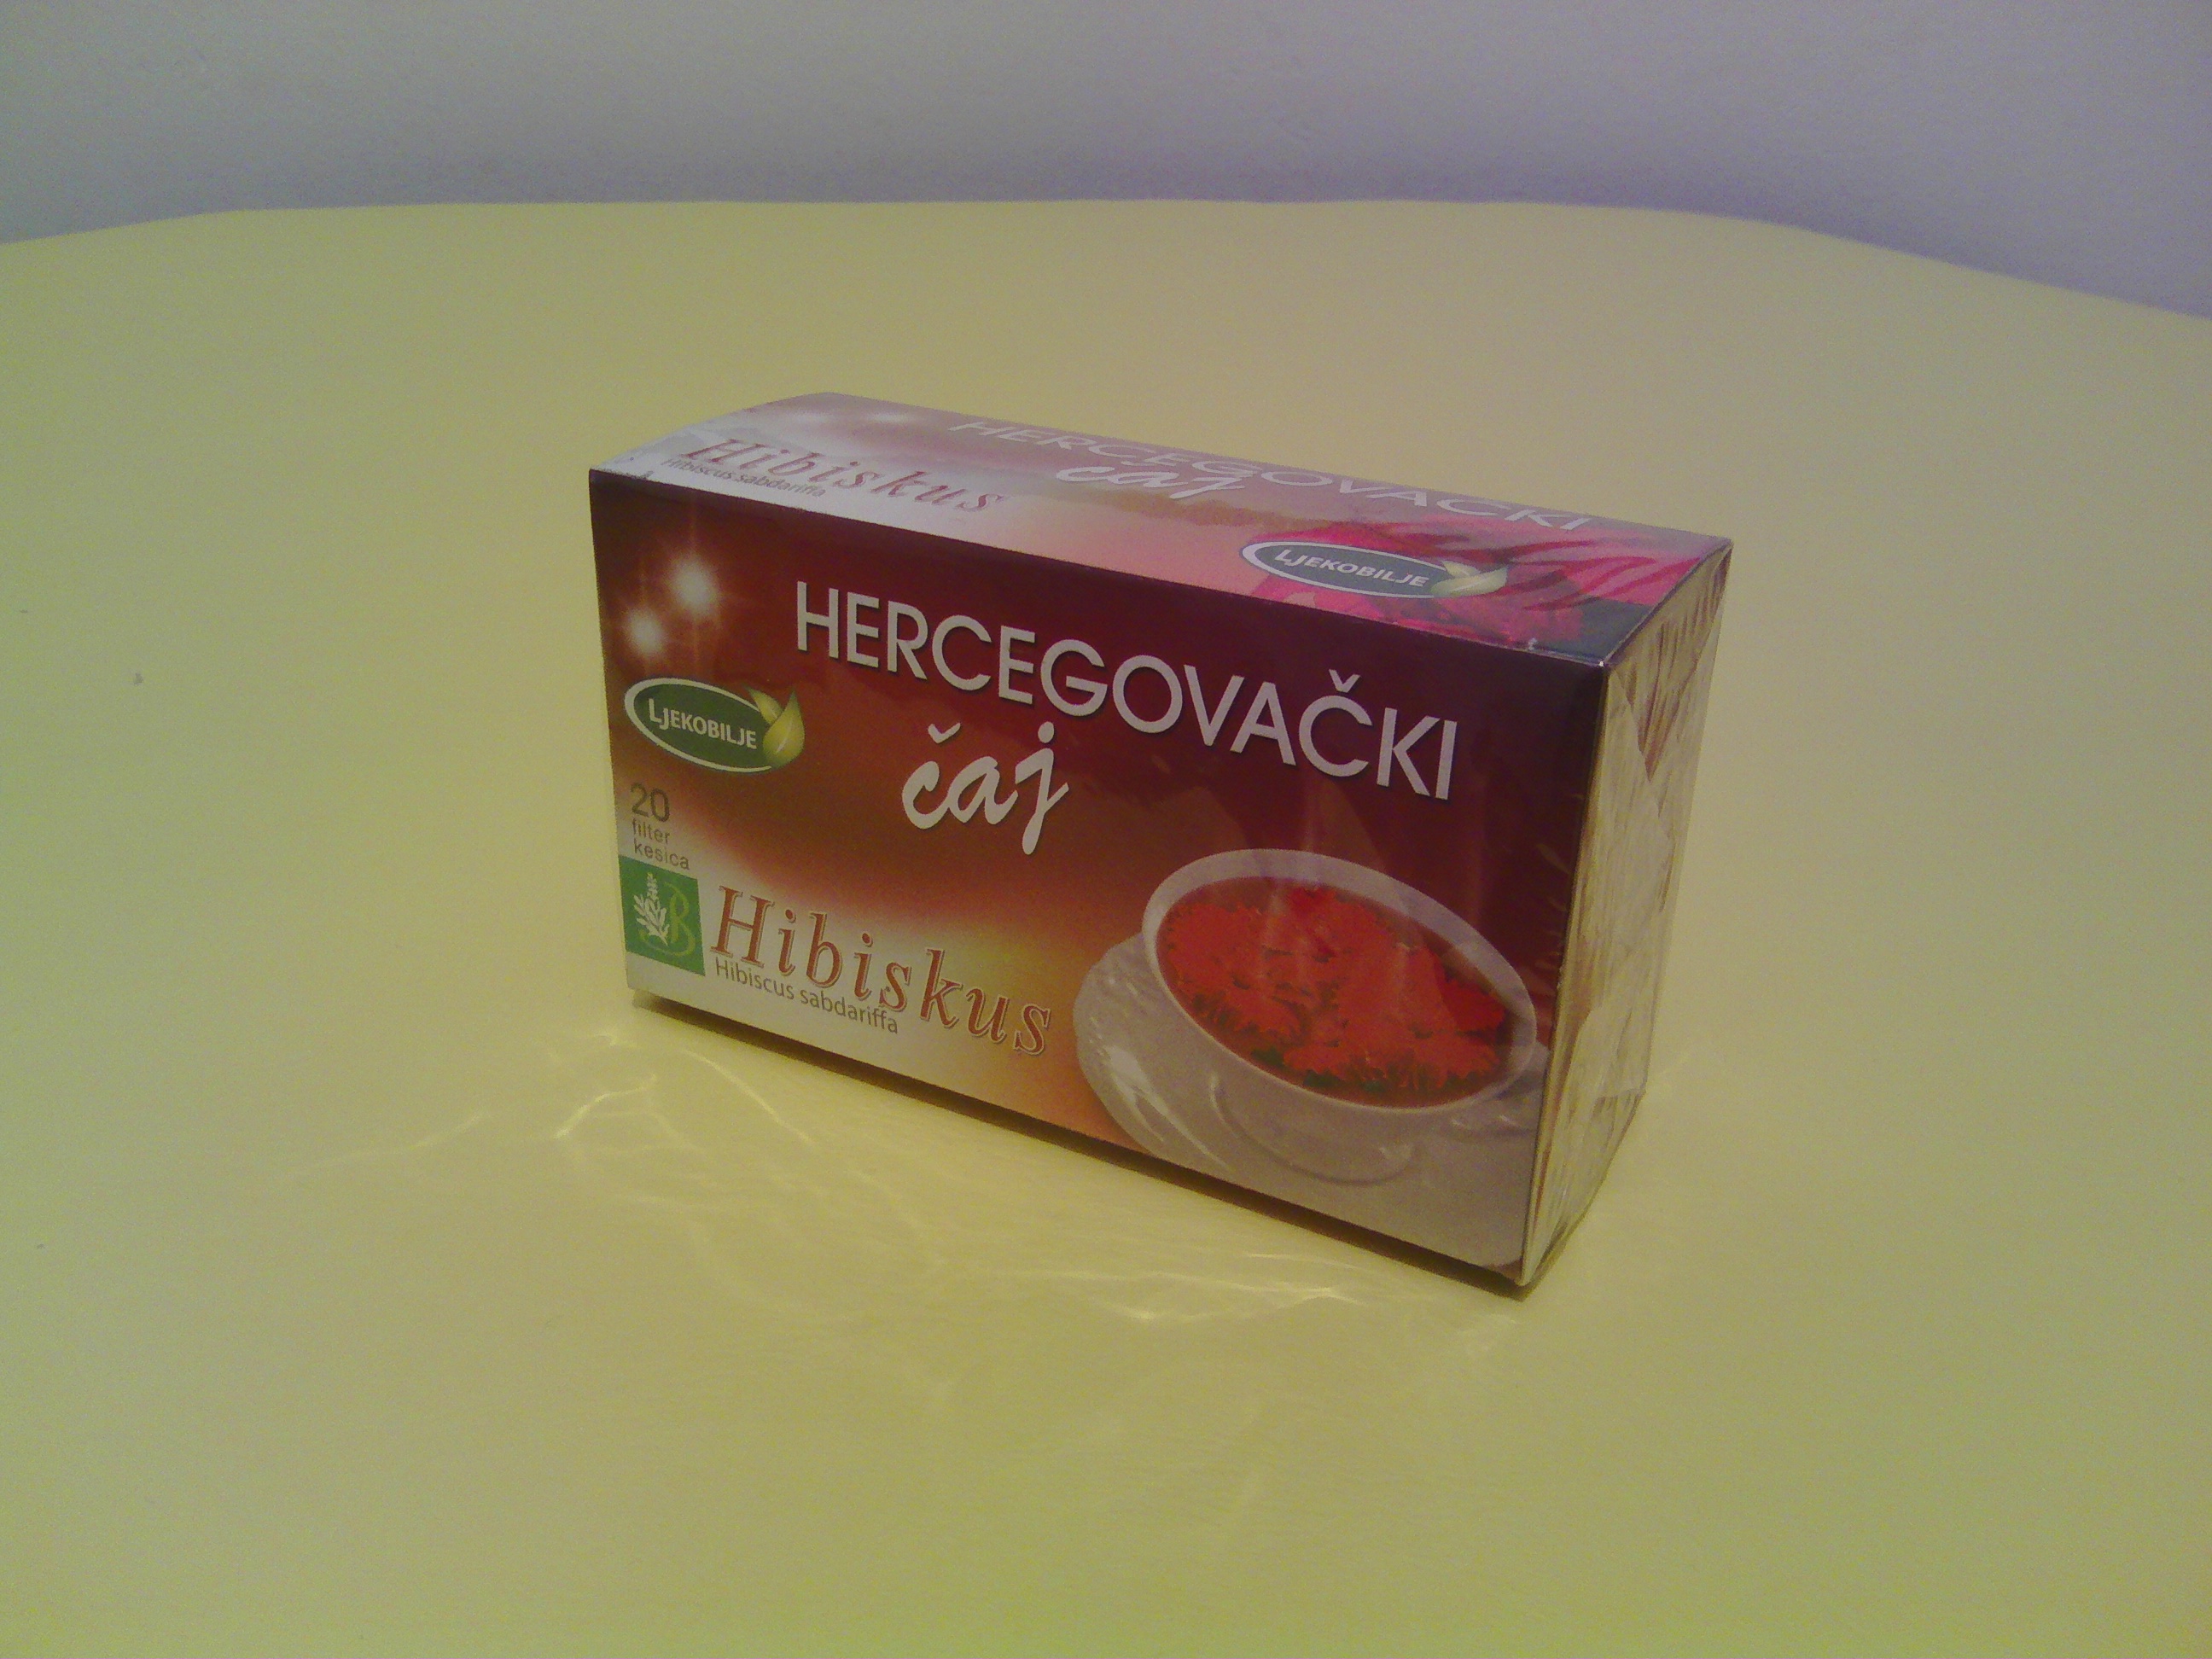 HERCEGOVAČKI
čaj
Hibiskus
Hibiscus sabdariffa
LJEKOBILJE
HERCEGOVAČKI
čaj
LJEKOBILJE
20
filter
kesica
B
Hibiskus
Hibiscus sabdariffa